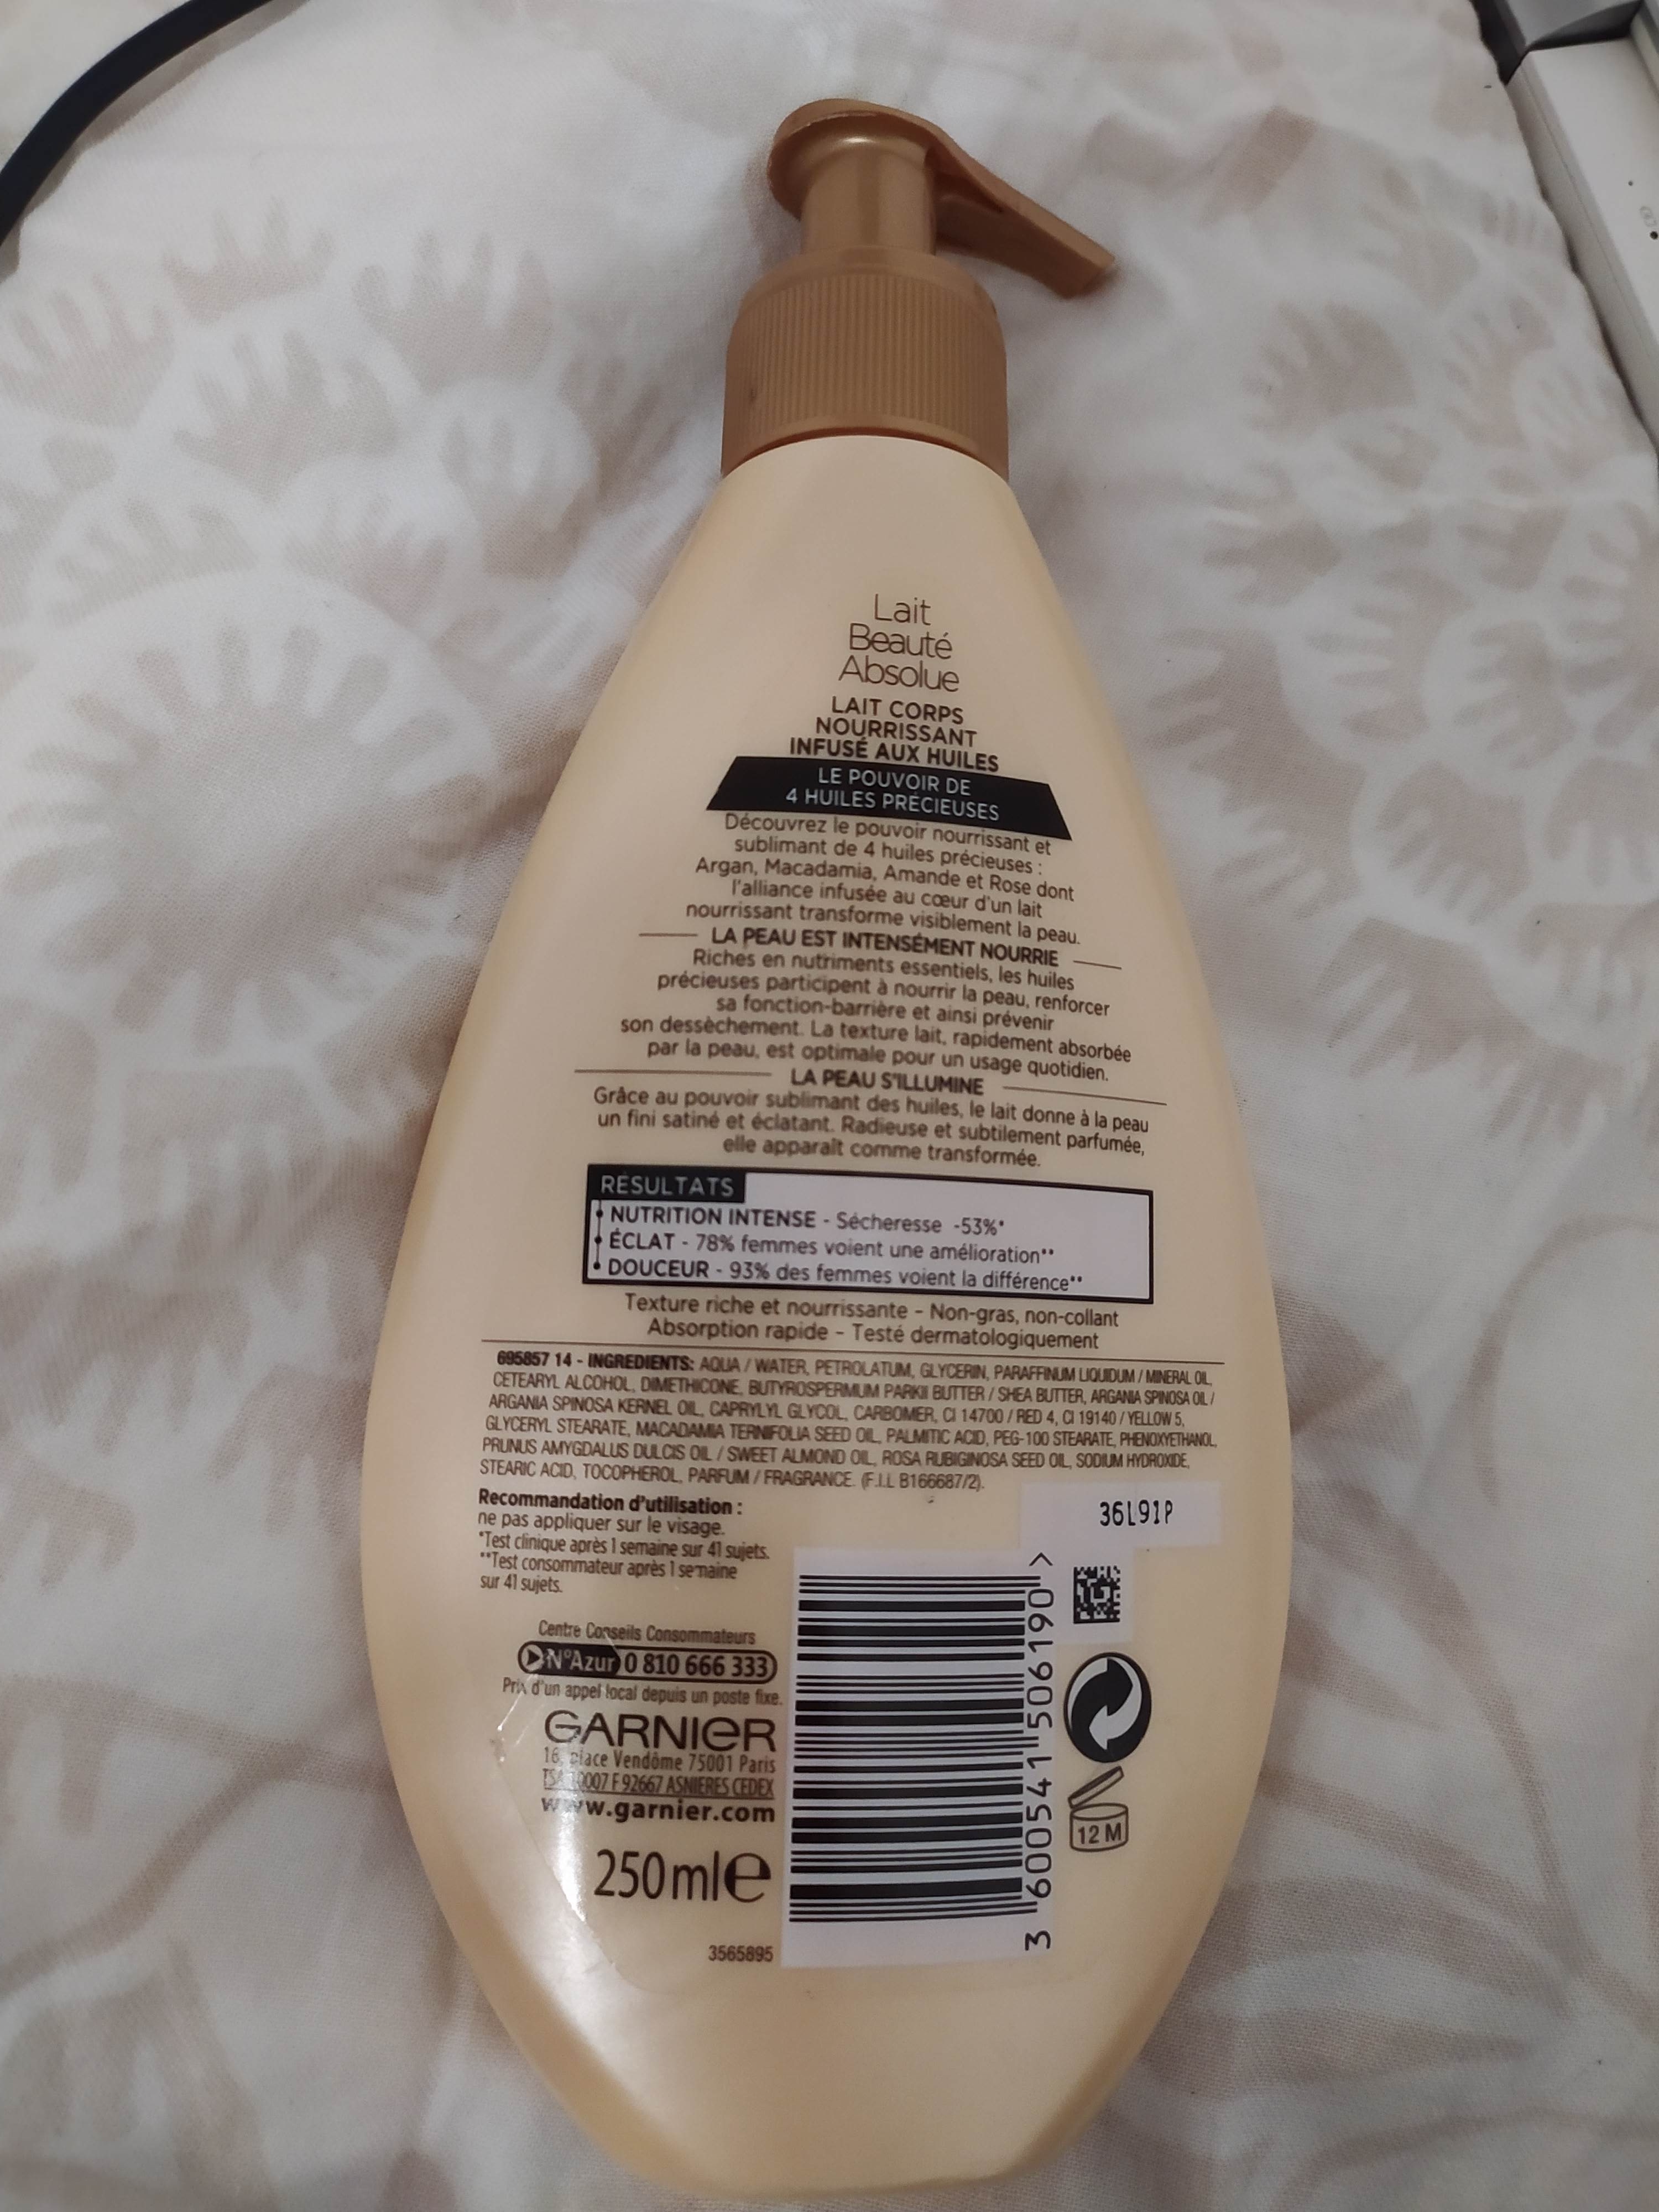 Lait
Beauté
Absolue
LAIT CORPS
NOURRISSANT
INFUSÉ AUX HUILES
LE POUVOIR DE
4 HUILES PRÉCIEUSES
Découvrez le pouvoir nourrissant et
sublimant de 4 huiles précieuses :
Argan, Macadamia, Amande et Rose dont
l'alliance infusée au cœur d'un lait
nourrissant transforme visiblement la peau.
LA PEAU EST INTENSÉMENT NOURRIE
Riches en nutriments essentiels, les huiles
précieuses participent à nourrir la peau, renforcer
sa fonction-barrière et ainsi prévenir
son dessèchement. La texture lait, rapidement absorbée
par la peau, est optimale pour un usage quotidien.
LA PEAU S'ILLUMINE
Grâce au pouvoir sublimant des huiles, le lait donne à la peau
un fini satiné et éclatant. Radieuse et subtilement parfumée,
elle apparaît comme transformée.
RÉSULTATS
• NUTRITION INTENSE - Sécheresse -53%*
• ÉCLAT - 78% femmes voient une amélioration**
• DOUCEUR - 93% des femmes voient la différence**
Texture riche et nourrissante - Non-gras, non-collant
Absorption rapide - Testé dermatologiquement
695857 14 - INGREDIENTS: AQUA / WATER, PETROLATUM, GLYCERIN, PARAFFINUM LIQUIDUM / MINERAL OIL,
CETEARYL ALCOHOL, DIMETHICONE, BUTYROSPERMUM PARKII BUTTER / SHEA BUTTER, ARGANIA SPINOSA OIL /
ARGANIA SPINOSA KERNEL OIL, CAPRYLYL GLYCOL, CARBOMER, CI 14700 / RED 4, CI 19140 / YELLOW 5,
GLYCERYL STEARATE, MACADAMIA TERNIFOLIA SEED OIL, PALMITIC ACID, PEG-100 STEARATE, PHENOXYETHANOL,
PRUNUS AMYGDALUS DULCIS OIL / SWEET ALMOND OIL, ROSA RUBIGINOSA SEED OIL, SODIUM HYDROXIDE,
STEARIC ACID, TOCOPHEROL, PARFUM / FRAGRANCE. (F.I.L B166687/2).
Recommandation d'utilisation :
ne pas appliquer sur le visage.
*Test clinique après 1 semaine sur 41 sujets.
**Test consommateur après 1 semaine
sur 41 sujets.
36L91P
Centre Conseils Consommateurs
N°Azur 0 810 666 333
Prix d'un appel local depuis un poste fixe.
GARNIER
16, place Vendôme 75001 Paris
TSA 10007 F 92667 ASNIERES CEDEX
www.garnier.com
250 ml e
3565895
3 600541 506190 >
12 M